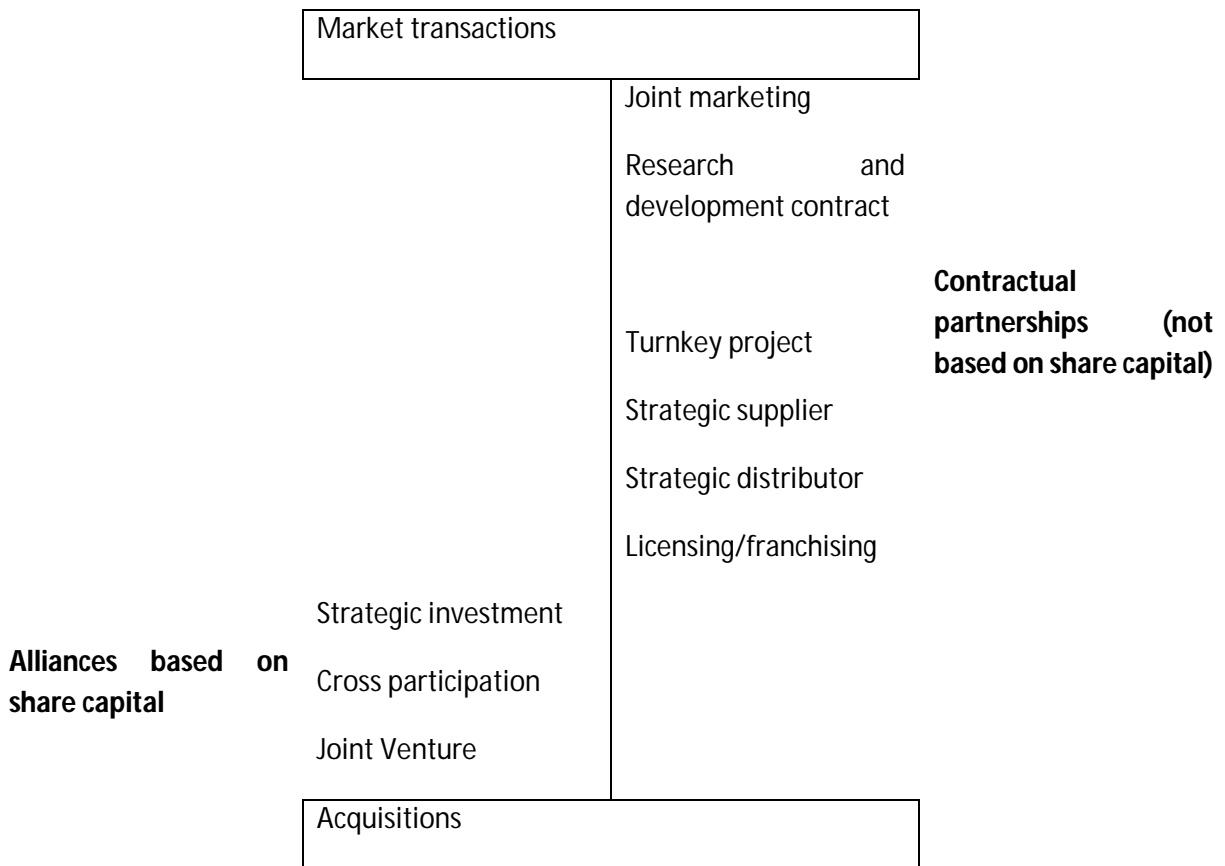 Market transactions
Joint marketing
Research and
development contract
Contractual
partnerships (not
based on share capital)
Turnkey project
Strategic supplier
Strategic distributor
Licensing/franchising
Strategic investment
Alliances based on
share capital
Cross participation
Joint Venture
Acquisitions